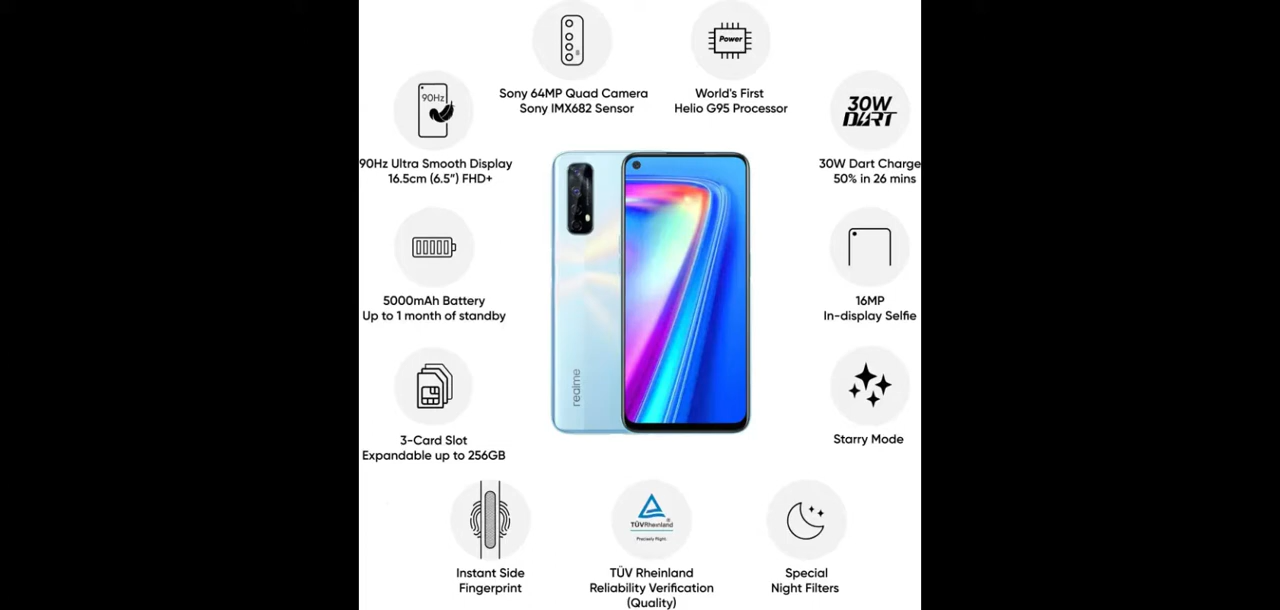 Sony 64MP Quad Camera
Sony IMX682 Sensor
Power
World's First
Helio G95 Processor
90Hz
90Hz Ultra Smooth Display
16.5cm (6.5") FHD+
30W
DART
30W Dart Charge
50% in 26 mins
5000mAh Battery
Up to 1 month of standby
16MP
In-display Selfie
realme
3-Card Slot
Expandable up to 256GB
Starry Mode
Instant Side
Fingerprint
TÜVRheinland
Precisely Right.
TÜV Rheinland
Reliability Verification
(Quality)
Special
Night Filters